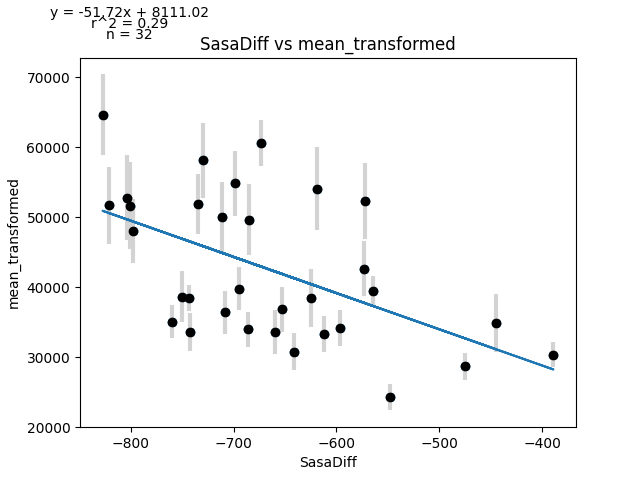 y = -51.72x + 8111.02
r^2 = 0.29
n = 32
SasaDiff vs mean_transformed
70000
60000
50000
40000
30000
20000
mean_transformed
−800
−700
−600
−500
−400
SasaDiff